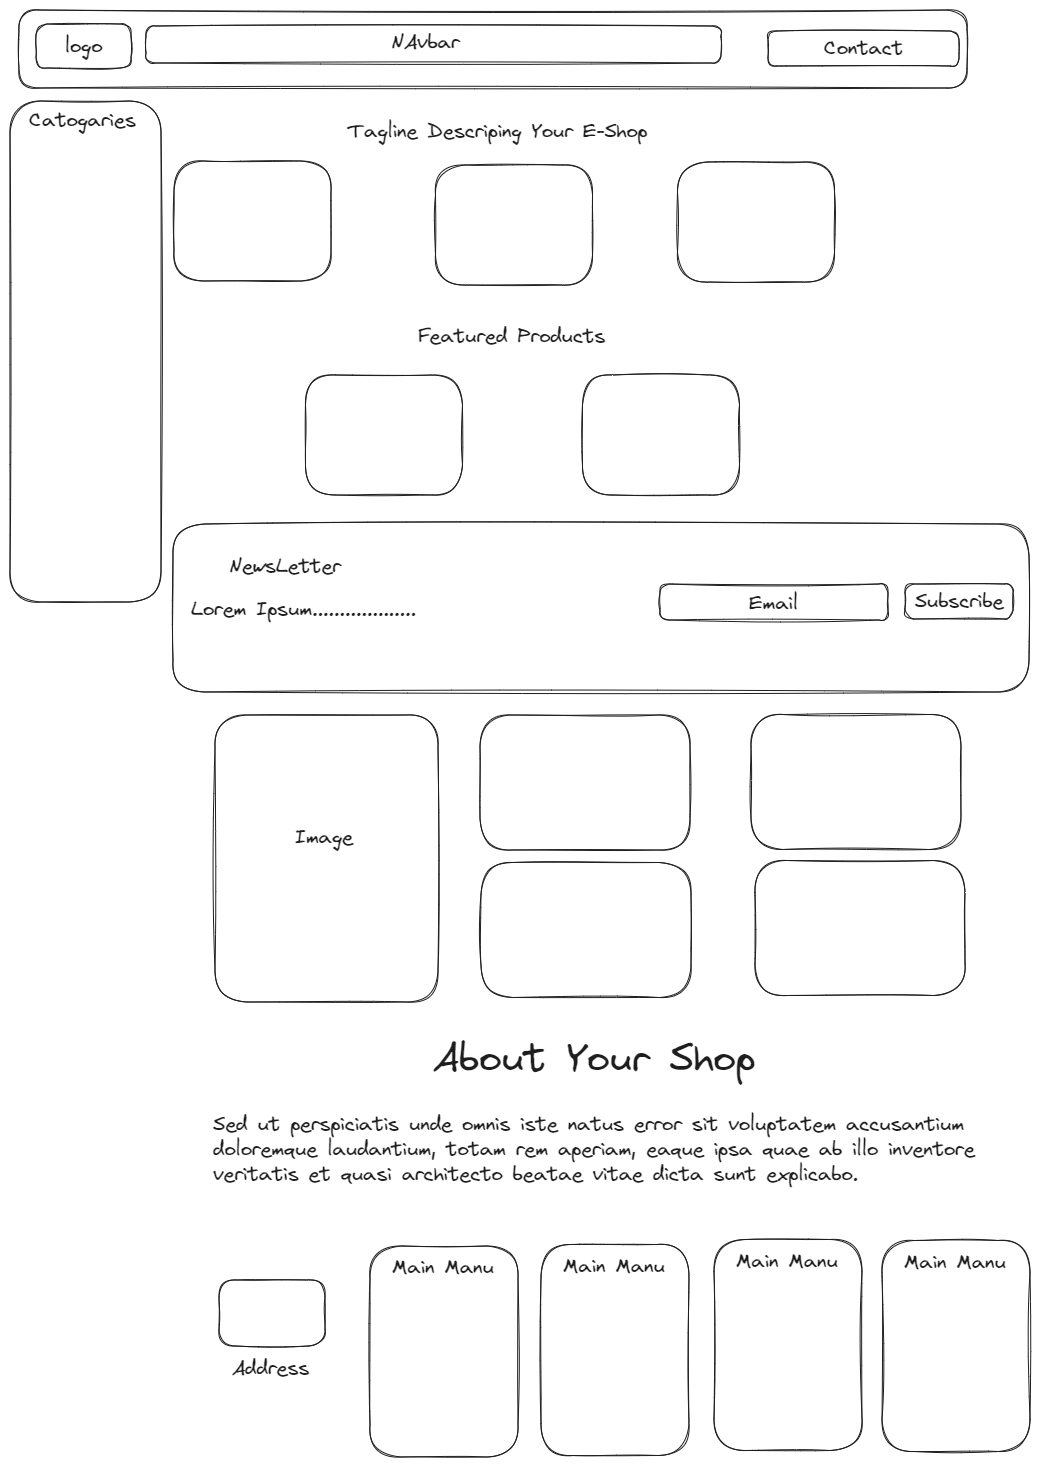 logo
NAvbar
Contact
Catogaries
Tagline Descriping Your E-Shop
Featured Products
NewsLetter
Lorem Ipsum...................
Email
Subscribe
Image
About Your Shop
Sed ut perspiciatis unde omnis iste natus error sit voluptatem accusantium
doloremque laudantium, totam rem aperiam, eaque ipsa quae ab illo inventore
veritatis et quasi architecto beatae vitae dicta sunt explicabo.
Main Manu
Main Manu
Main Manu
Main Manu
Address